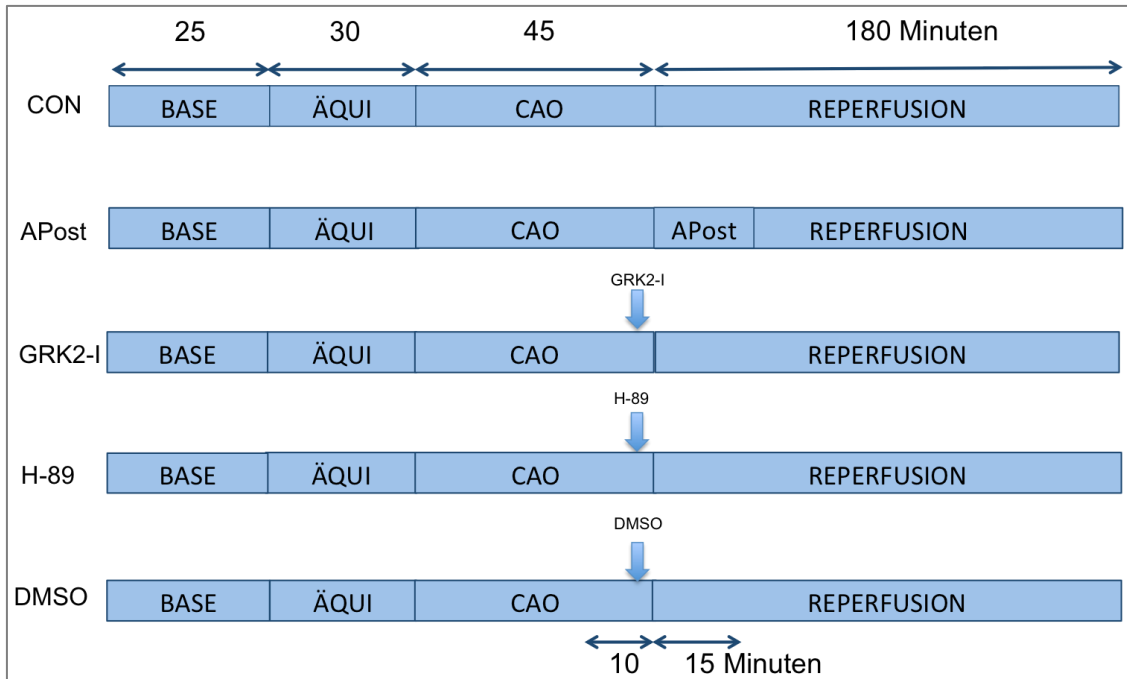 25 30 45 180 Minuten
CON BASE ÄQUI CAO REPERFUSION
APost BASE ÄQUI CAO APost REPERFUSION
GRK2-I
GRK2-I BASE ÄQUI CAO REPERFUSION
H-89
H-89 BASE ÄQUI CAO REPERFUSION
DMSO
DMSO BASE ÄQUI CAO REPERFUSION
10 15 Minuten